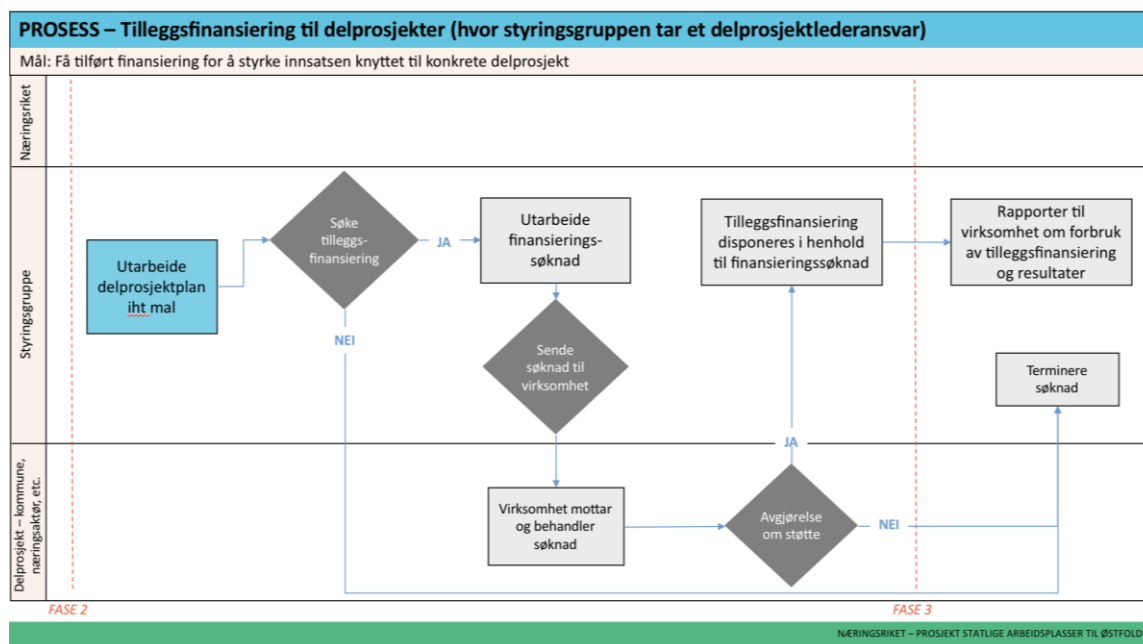 PROSESS – Tilleggsfinansiering til delprosjekter (hvor styringsgruppen tar et delprosjektlederansvar)
Mål: Få tilført finansiering for å styrke innsatsen knyttet til konkrete delprosjekt
Næringsriket
Styringsgruppe
Utarbeide
delprosjektplan
iht mal
Søke
tilleggs-
finansiering
JA
NEI
Utarbeide
finansierings-
søknad
Sende
søknad til
virksomhet
Tilleggsfinansiering
disponeres i henhold
til finansieringssøknad
Rapporter til
virksomhet om forbruk
av tilleggsfinansiering
og resultater
Terminere
søknad
Delprosjekt – kommune,
næringsaktør, etc.
Virksomhet mottar
og behandler
søknad
JA
Avgjørelse
om støtte
NEI
FASE 2
FASE 3
NÆRINGSRIKET – PROSJEKT STATLIGE ARBEIDSPLASSER TIL ØSTFOLD